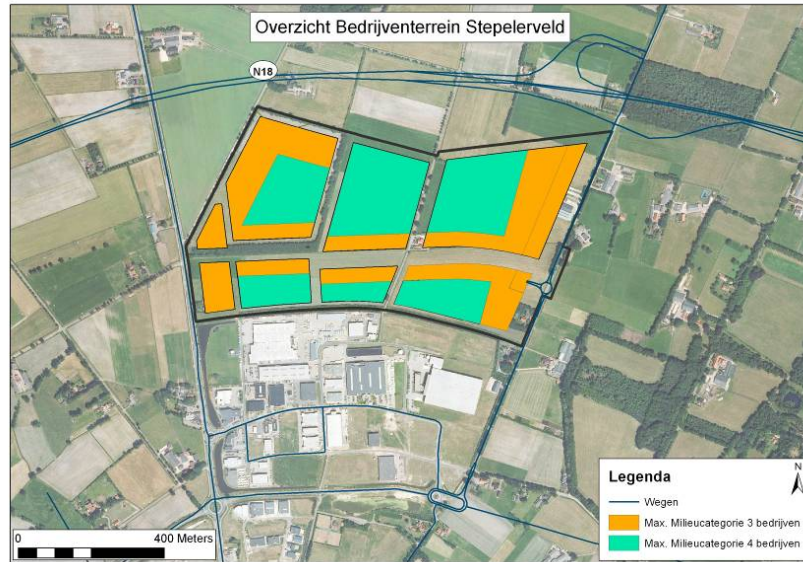 Overzicht Bedrijventerrein Stepelerveld
N18
Legenda
N
Wegen
Max. Milieucategorie 3 bedrijven
Max. Milieucategorie 4 bedrijven
0 400 Meters